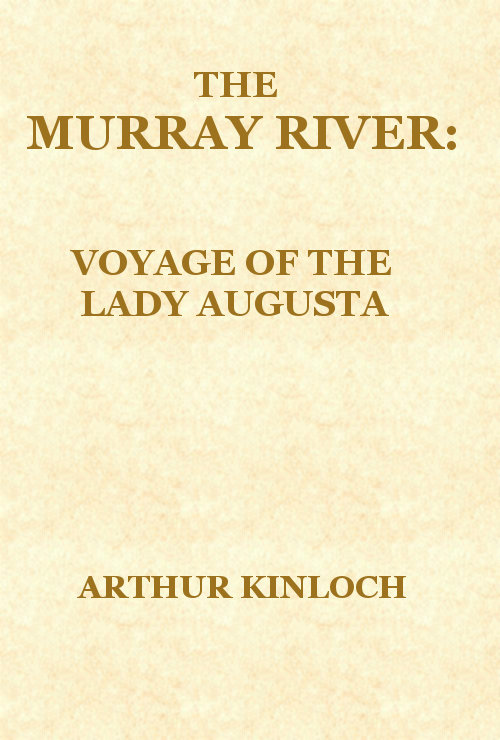 THE
MURRAY RIVER:
VOYAGE OF THE
LADY AUGUSTA
ARTHUR KINLOCH